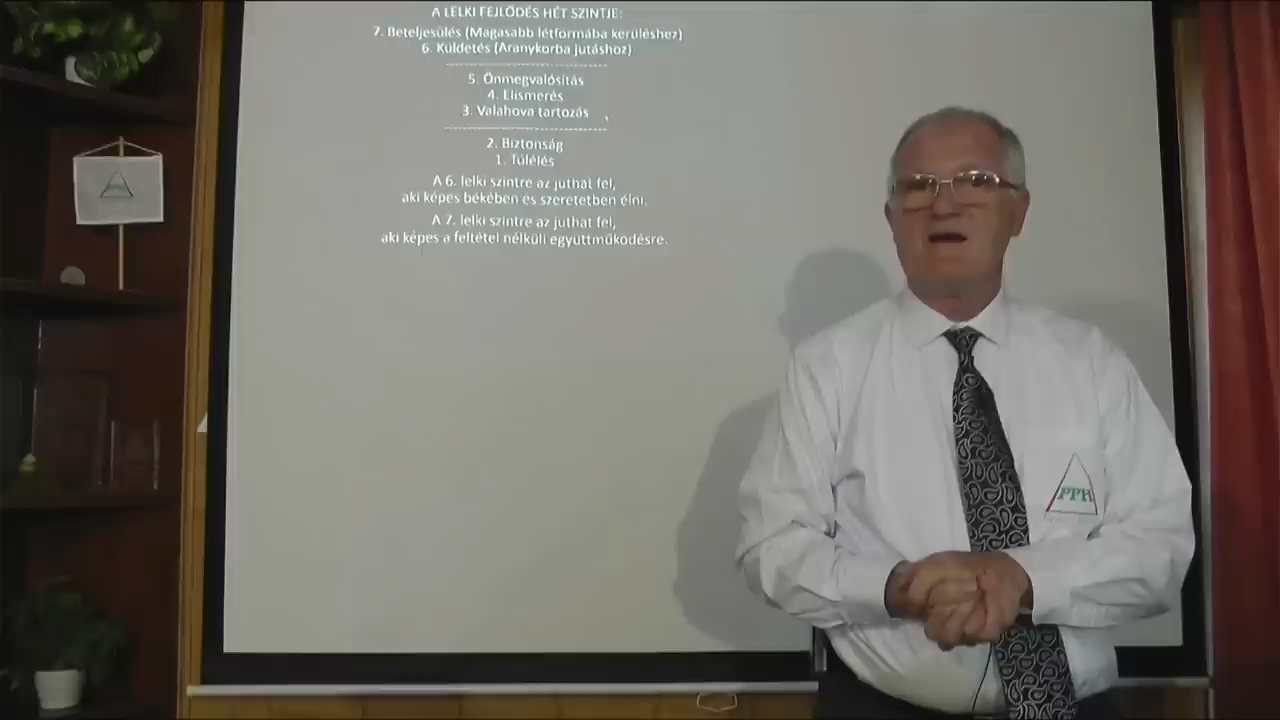 A LELKI FEJLŐDÉS HÉT SZINTJE:
7. Beteljesülés (Magasabb létformába kerüléshez)
6. Küldetés (Aranykorba jutáshoz)
5. Önmegvalósítás
4. Elismerés
3. Valahova tartozás
2. Biztonság
1. Túlélés
A 6. lelki szintre az juthat fel,
aki képes békében és szeretetben élni.
A 7. lelki szintre az juthat fel,
aki képes a feltétel nélküli együttműködésre.
PPH